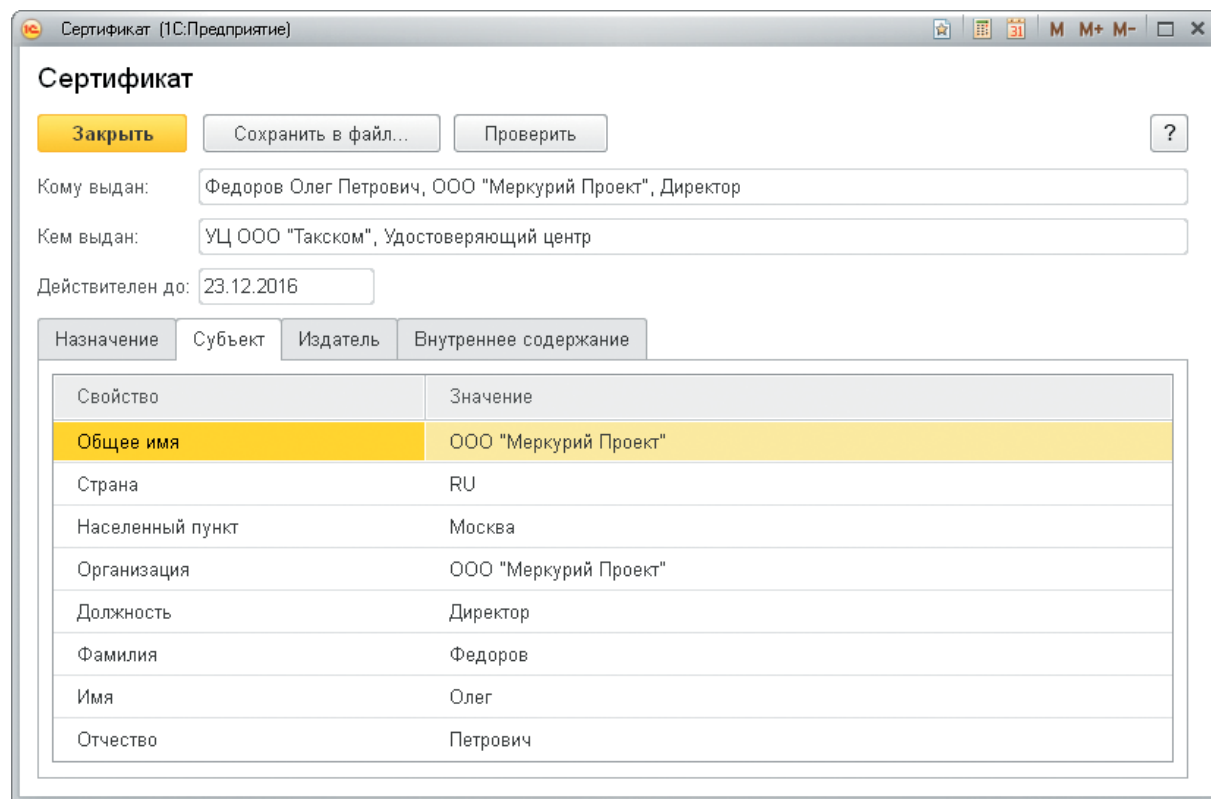 1С Сертификат (1С:Предприятие) 31 M M+ M-
Сертификат
Закрыть Сохранить в файл... Проверить ?
Кому выдан: Федоров Олег Петрович, ООО "Меркурий Проект", Директор
Кем выдан: УЦ ООО "Такском", Удостоверяющий центр
Действителен до: 23.12.2016
Назначение Субъект Издатель Внутреннее содержание
Свойство Значение
Общее имя ООО "Меркурий Проект"
Страна RU
Населенный пункт Москва
Организация ООО "Меркурий Проект"
Должность Директор
Фамилия Федоров
Имя Олег
Отчество Петрович